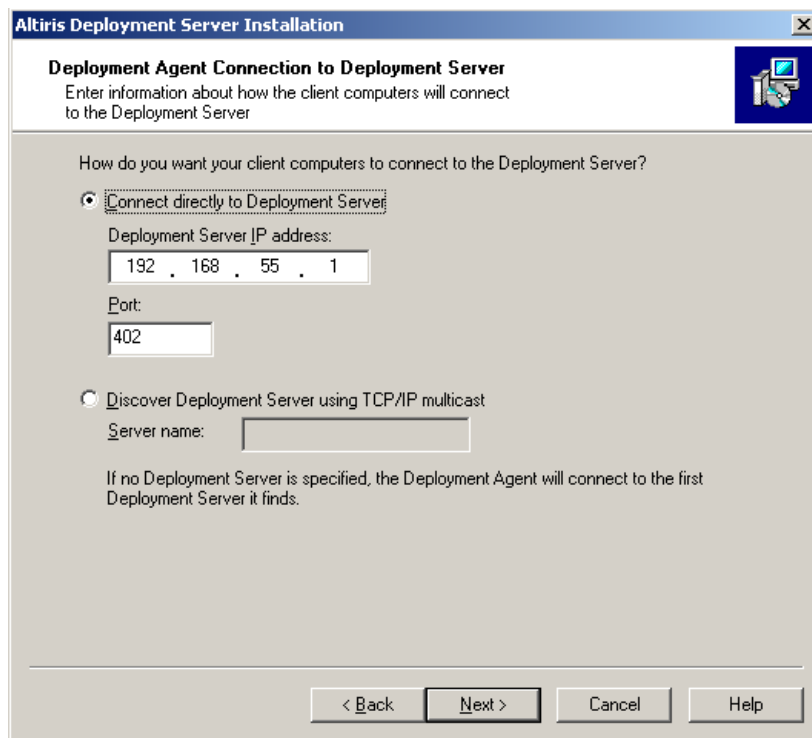 Altiris Deployment Server Installation
Deployment Agent Connection to Deployment Server
Enter information about how the client computers will connect
to the Deployment Server
How do you want your client computers to connect to the Deployment Server?
Connect directly to Deployment Server
Deployment Server IP address:
192 . 168 . 55 . 1
Port:
402
Discover Deployment Server using TCP/IP multicast
Server name:
If no Deployment Server is specified, the Deployment Agent will connect to the first
Deployment Server it finds.
< Back Next > Cancel Help